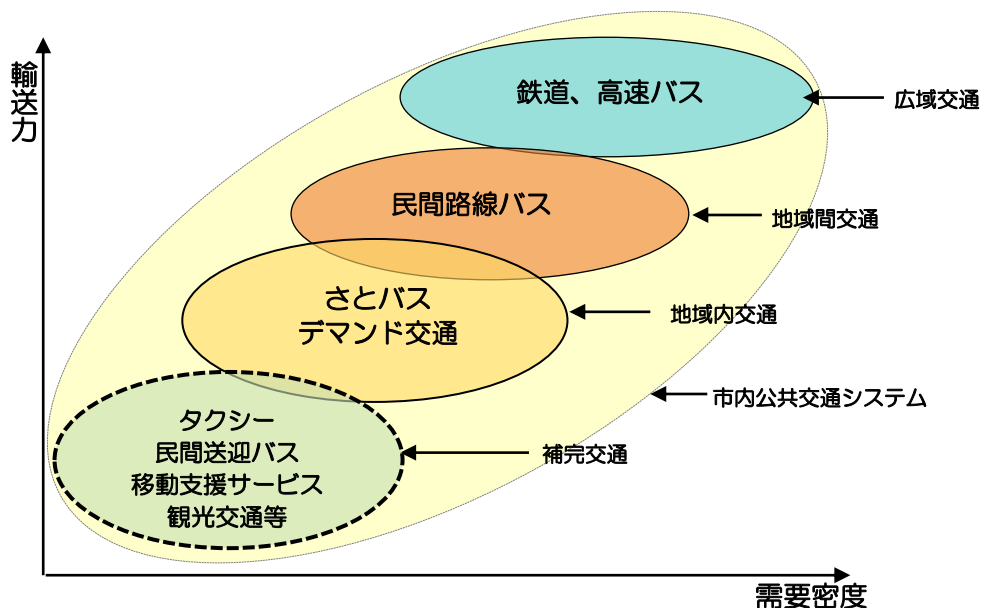 輸送力
鉄道、高速バス
広域交通
民間路線バス
地域間交通
さとバス
デマンド交通
地域内交通
市内公共交通システム
タクシー
民間送迎バス
移動支援サービス
観光交通等
補完交通
需要密度